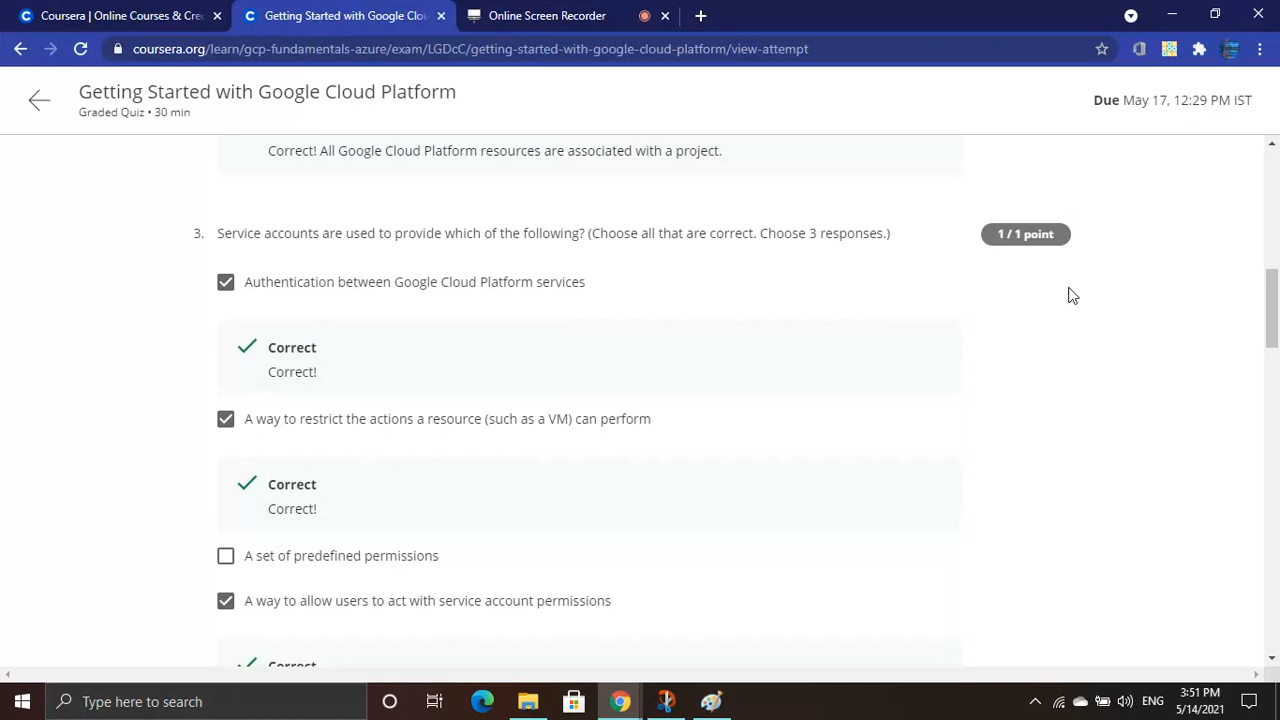 Coursera | Online Courses & Cre
Getting Started with Google Clou
Online Screen Recorder
coursera.org/learn/gcp-fundamentals-azure/exam/LGDcC/getting-started-with-google-cloud-platform/view-attempt
Getting Started with Google Cloud Platform
Graded Quiz • 30 min
Due May 17, 12:29 PM IST
Correct! All Google Cloud Platform resources are associated with a project.
3. Service accounts are used to provide which of the following? (Choose all that are correct. Choose 3 responses.)
1 / 1 point
Authentication between Google Cloud Platform services
Correct
Correct!
A way to restrict the actions a resource (such as a VM) can perform
Correct
Correct!
A set of predefined permissions
A way to allow users to act with service account permissions
Correct
Type here to search
ENG
3:51 PM
5/14/2021